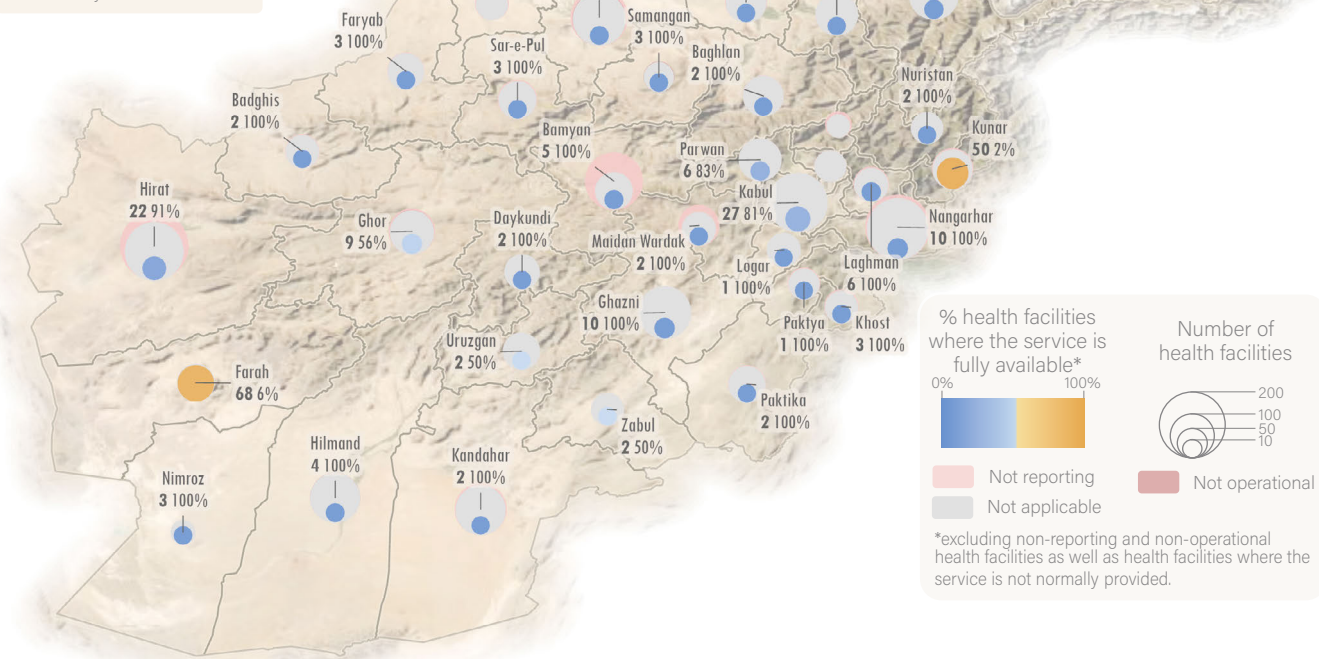 Faryab
3 100%
Samangan
3 100%
Sar-e-Pul
3 100%
Baghlan
2 100%
Nuristan
2 100%
Badghis
2 100%
Bamyan
5 100%
Kunar
50 2%
Parwan
6 83%
Hirat
22 91%
Kabul
27 81%
Ghor
9 56%
Daykundi
2 100%
Nangarhar
10 100%
Maidan Wardak
2 100%
Logar
1 100%
Laghman
6 100%
Ghazni
10 100%
Paktya
1 100%
Khost
3 100%
Uruzgan
2 50%
Farah
68 6%
Paktika
2 100%
Zabul
2 50%
Hilmand
4 100%
Kandahar
2 100%
Nimroz
3 100%
% health facilities
where the service is
fully available*
0% 100%
Number of
health facilities
200
100
50
10
Not reporting
Not operational
Not applicable
*excluding non-reporting and non-operational
health facilities as well as health facilities where the
service is not normally provided.